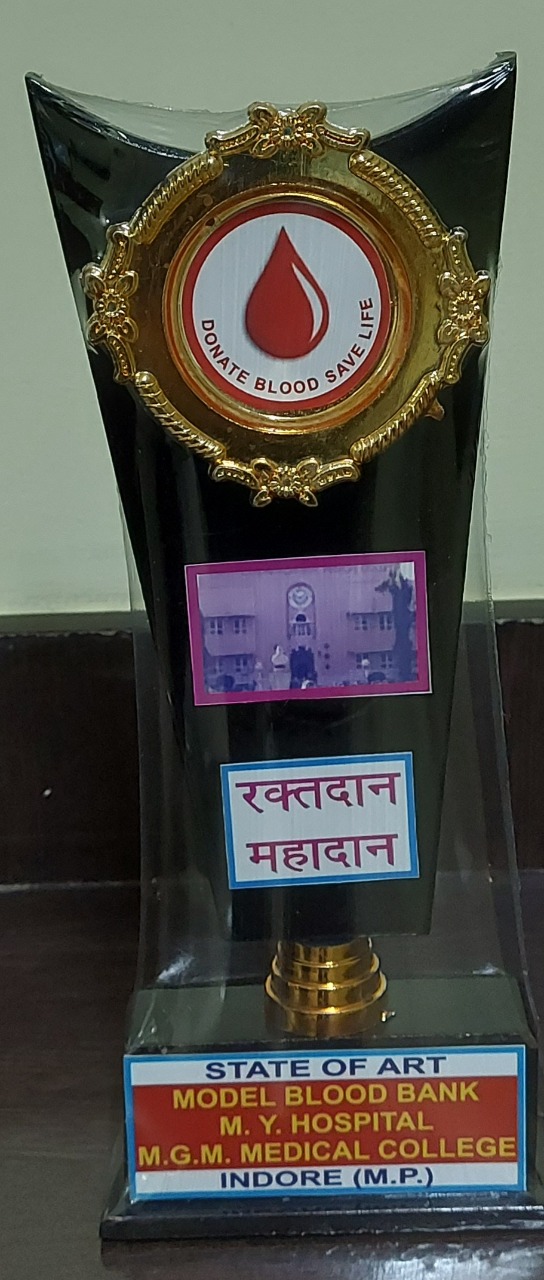 DONATE BLOOD SAVE LIFE
रक्तदान
महादान
STATE OF ART
MODEL BLOOD BANK
M. Y. HOSPITAL
M.G.M. MEDICAL COLLEGE
INDORE (M.P.)